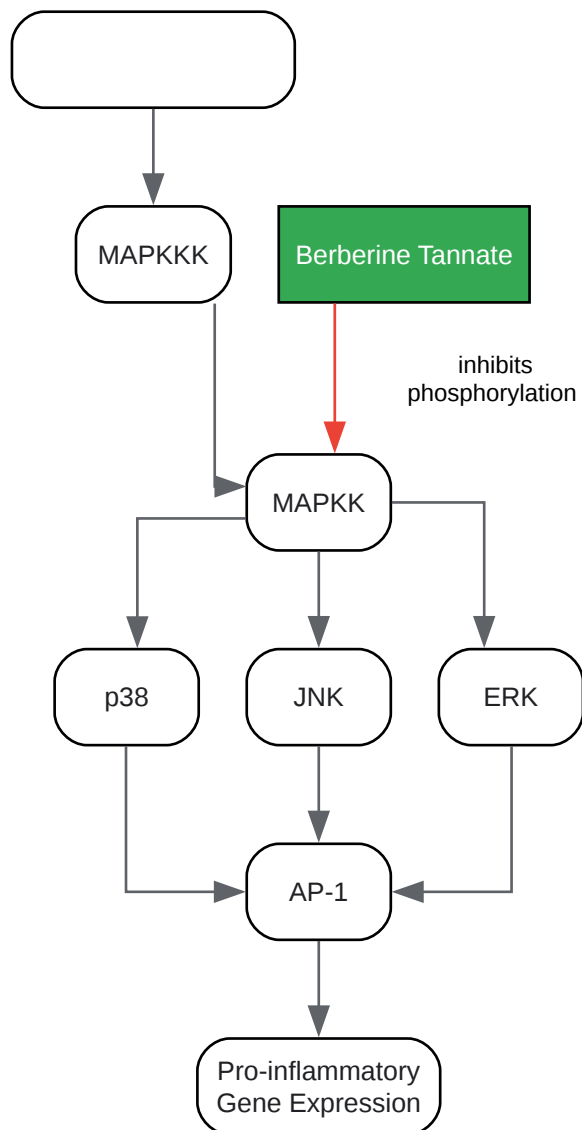 MAPKKK
Berberine Tannate
inhibits
phosphorylation
MAPKK
p38
JNK
ERK
AP-1
Pro-inflammatory
Gene Expression